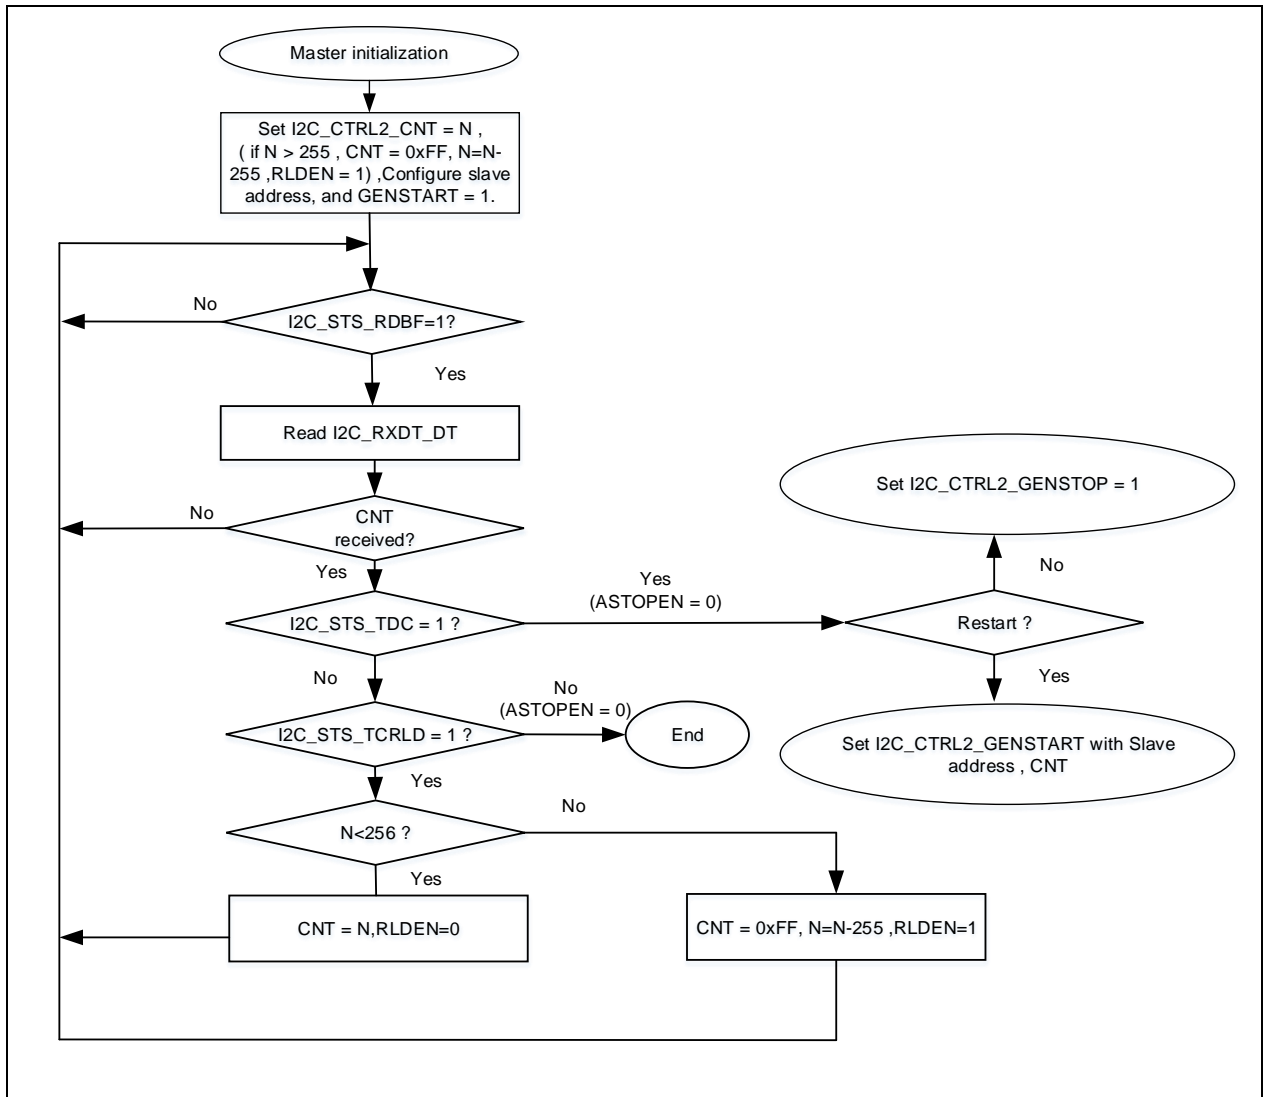 Master initialization
Set I2C_CTRL2_CNT = N ,
( if N > 255 , CNT = 0xFF, N=N-
255 ,RLDEN = 1) ,Configure slave
address, and GENSTART = 1.
No
I2C_STS_RDBF=1?
Yes
Read I2C_RXDT_DT
No
CNT
received?
Yes
I2C_STS_TDC = 1 ?
Yes
(ASTOPEN = 0)
Set I2C_CTRL2_GENSTOP = 1
No
Restart ?
Yes
Set I2C_CTRL2_GENSTART with Slave
address , CNT
No
I2C_STS_TCRLD = 1 ?
No
(ASTOPEN = 0)
End
Yes
N<256 ?
No
Yes
CNT = N,RLDEN=0
CNT = 0xFF, N=N-255 ,RLDEN=1